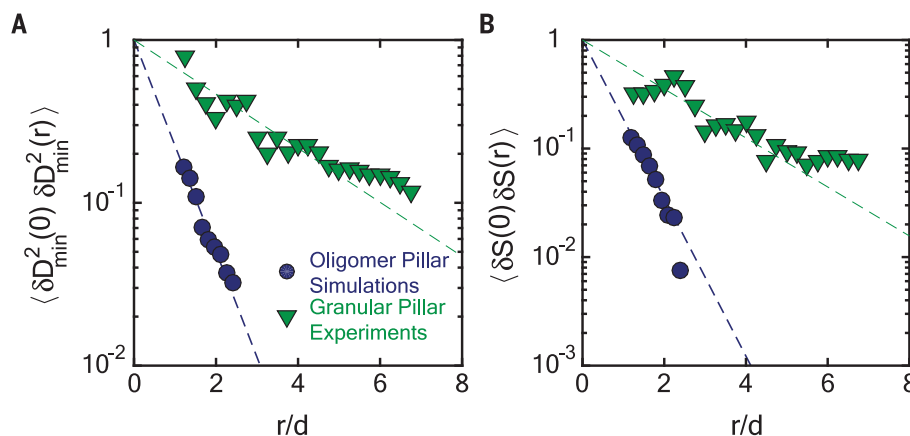 A
B
1
10⁻¹
10⁻²
⟨ δD²min(0) δD²min(r) ⟩
0 2 4 6 8
r/d
Oligomer Pillar
Simulations
Granular Pillar
Experiments
1
10⁻¹
10⁻²
10⁻³
⟨ δS(0) δS(r) ⟩
0 2 4 6 8
r/d